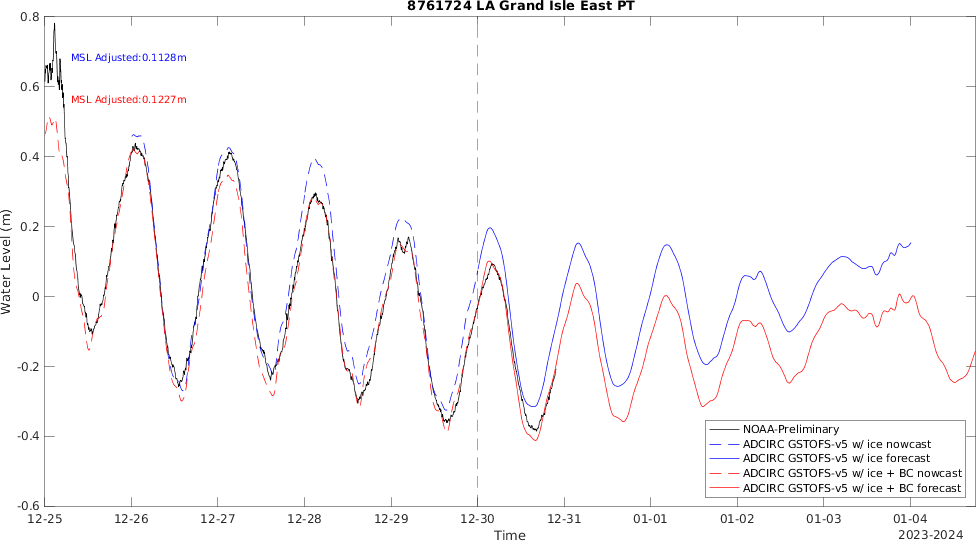 8761724 LA Grand Isle East PT
MSL Adjusted:0.1128m
MSL Adjusted:0.1227m
Water Level (m)
0.8
0.6
0.4
0.2
0
-0.2
-0.4
-0.6
NOAA-Preliminary
ADCIRC GSTOFS-v5 w/ ice nowcast
ADCIRC GSTOFS-v5 w/ ice forecast
ADCIRC GSTOFS-v5 w/ ice + BC nowcast
ADCIRC GSTOFS-v5 w/ ice + BC forecast
12-25 12-26 12-27 12-28 12-29 12-30 12-31 01-01 01-02 01-03 01-04
Time
2023-2024